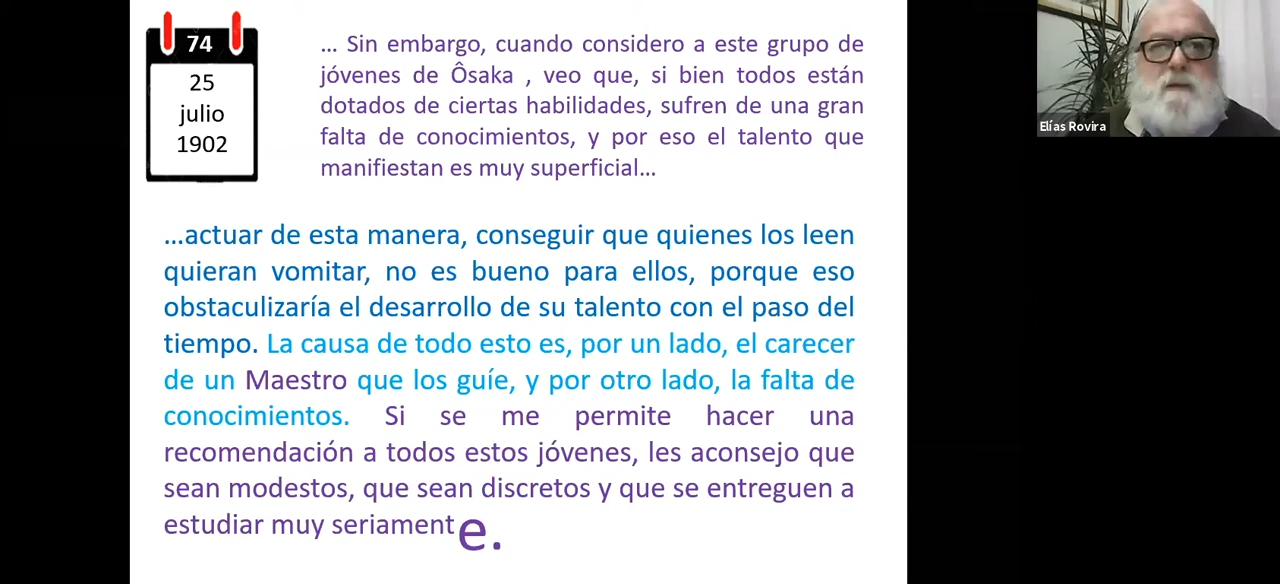 74
25
julio
1902
... Sin embargo, cuando considero a este grupo de
jóvenes de Ôsaka , veo que, si bien todos están
dotados de ciertas habilidades, sufren de una gran
falta de conocimientos, y por eso el talento que
manifiestan es muy superficial...
...actuar de esta manera, conseguir que quienes los leen
quieran vomitar, no es bueno para ellos, porque eso
obstaculizaría el desarrollo de su talento con el paso del
tiempo. La causa de todo esto es, por un lado, el carecer
de un Maestro que los guíe, y por otro lado, la falta de
conocimientos. Si se me permite hacer una
recomendación a todos estos jóvenes, les aconsejo que
sean modestos, que sean discretos y que se entreguen a
estudiar muy seriamente.
Elías Rovira